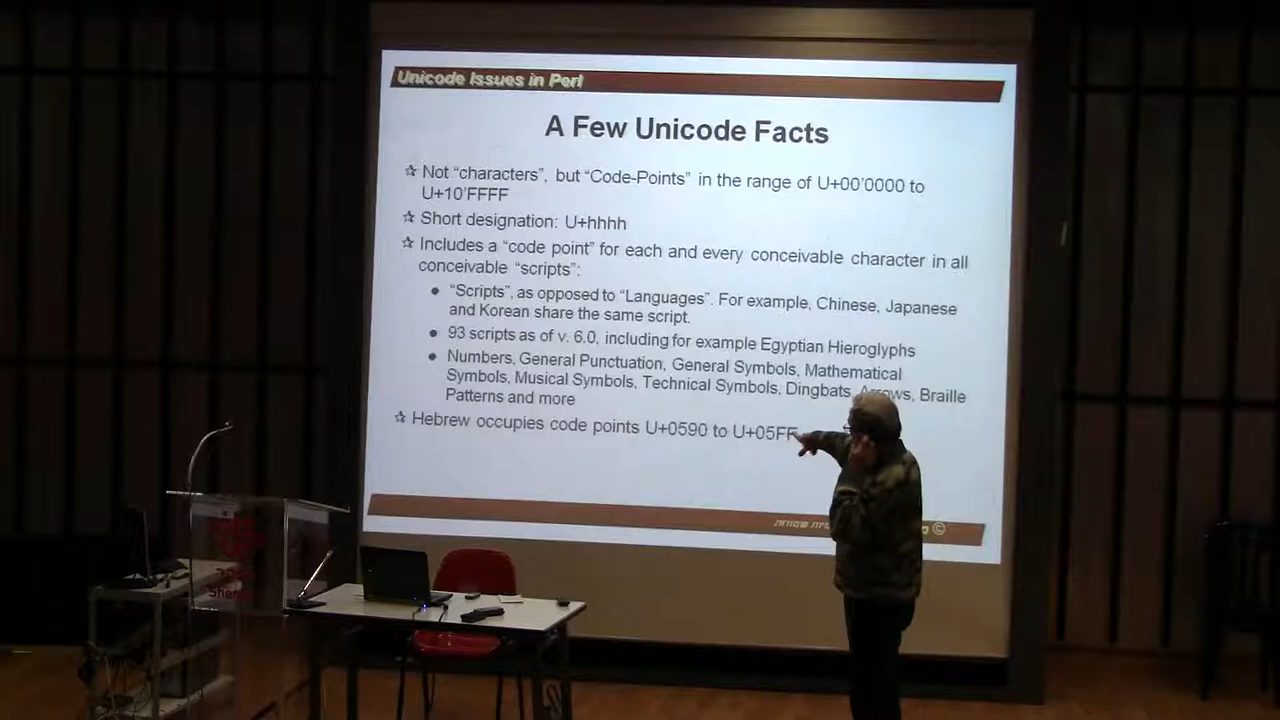 Unicode Issues in Perl
A Few Unicode Facts
Not “characters”, but “Code-Points” in the range of U+00’0000 to
U+10’FFFF
Short designation: U+hhhh
Includes a “code point” for each and every conceivable character in all
conceivable “scripts”:
“Scripts”, as opposed to “Languages”. For example, Chinese, Japanese
and Korean share the same script.
93 scripts as of v. 6.0, including for example Egyptian Hieroglyphs
Numbers, General Punctuation, General Symbols, Mathematical
Symbols, Musical Symbols, Technical Symbols, Dingbats, Arrows, Braille
Patterns and more
Hebrew occupies code points U+0590 to U+05FF
© שמורות